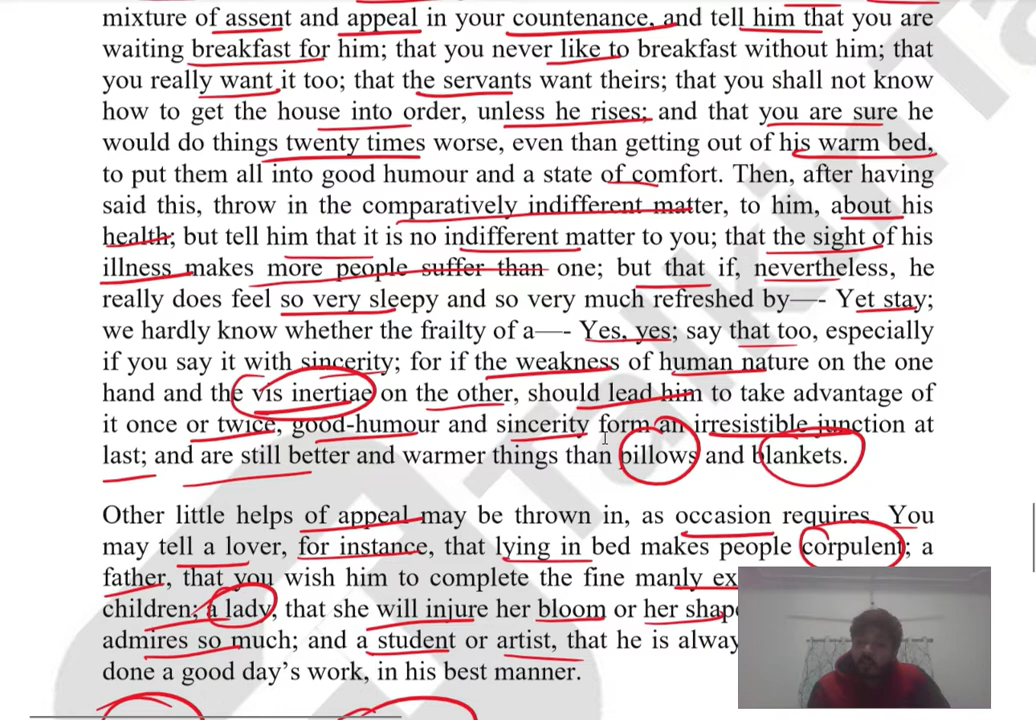 mixture of assent and appeal in your countenance, and tell him that you are
waiting breakfast for him; that you never like to breakfast without him; that
you really want it too; that the servants want theirs; that you shall not know
how to get the house into order, unless he rises; and that you are sure he
would do things twenty times worse, even than getting out of his warm bed,
to put them all into good humour and a state of comfort. Then, after having
said this, throw in the comparatively indifferent matter, to him, about his
health; but tell him that it is no indifferent matter to you; that the sight of his
illness makes more people suffer than one; but that if, nevertheless, he
really does feel so very sleepy and so very much refreshed by—- Yet stay;
we hardly know whether the frailty of a—- Yes, yes; say that too, especially
if you say it with sincerity; for if the weakness of human nature on the one
hand and the vis inertiae on the other, should lead him to take advantage of
it once or twice, good-humour and sincerity form an irresistible junction at
last; and are still better and warmer things than pillows and blankets.
Other little helps of appeal may be thrown in, as occasion requires. You
may tell a lover, for instance, that lying in bed makes people corpulent; a
father, that you wish him to complete the fine manly ex
children; a lady, that she will injure her bloom or her shap
admires so much; and a student or artist, that he is alway
done a good day's work, in his best manner.